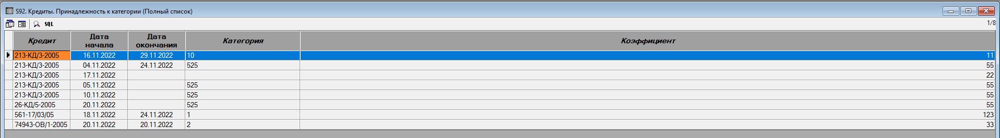 S92. Кредиты. Принадлежность к категории (Полный список)
SQL 1/8
Кредит Дата начала Дата окончания Категория Коэффициент
213-КД/3-2005 16.11.2022 29.11.2022 10 11
213-КД/3-2005 04.11.2022 24.11.2022 525 55
213-КД/3-2005 17.11.2022 22
213-КД/3-2005 05.11.2022 525 55
213-КД/3-2005 10.11.2022 525 55
26-КД/5-2005 20.11.2022 525 55
561-17/03/05 18.11.2022 24.11.2022 1 123
74943-ОВ/1-2005 20.11.2022 20.11.2022 2 33